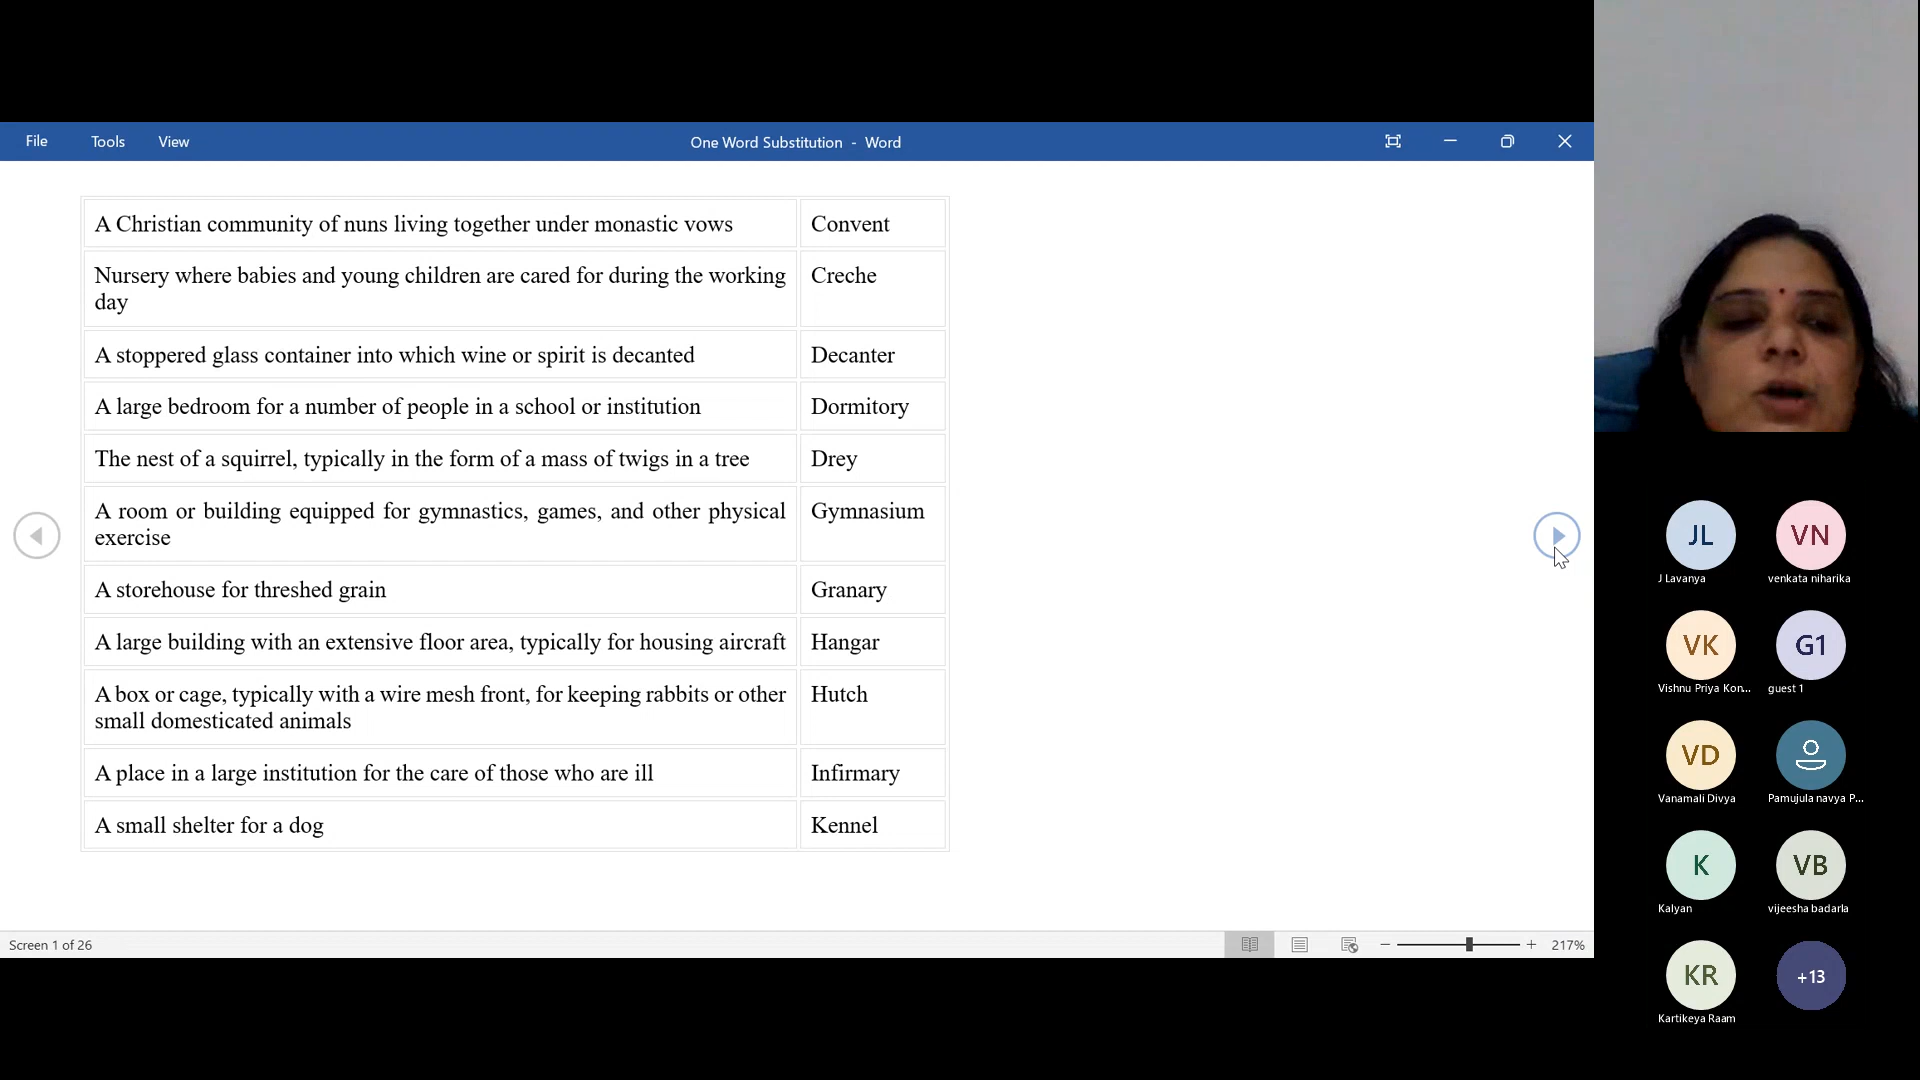 File Tools View One Word Substitution - Word
A Christian community of nuns living together under monastic vows Convent
Nursery where babies and young children are cared for during the working Creche
day
A stoppered glass container into which wine or spirit is decanted Decanter
A large bedroom for a number of people in a school or institution Dormitory
The nest of a squirrel, typically in the form of a mass of twigs in a tree Drey
A room or building equipped for gymnastics, games, and other physical Gymnasium
exercise
A storehouse for threshed grain Granary
A large building with an extensive floor area, typically for housing aircraft Hangar
A box or cage, typically with a wire mesh front, for keeping rabbits or other Hutch
small domesticated animals
A place in a large institution for the care of those who are ill Infirmary
A small shelter for a dog Kennel
Screen 1 of 26 217%
JL VN
J Lavanya venkata niharika
VK G1
Vishnu Priya Kon... guest 1
VD
Vanamali Divya Pamujula navya P...
K VB
Kalyan vijeesha badarla
KR +13
Kartikeya Raam